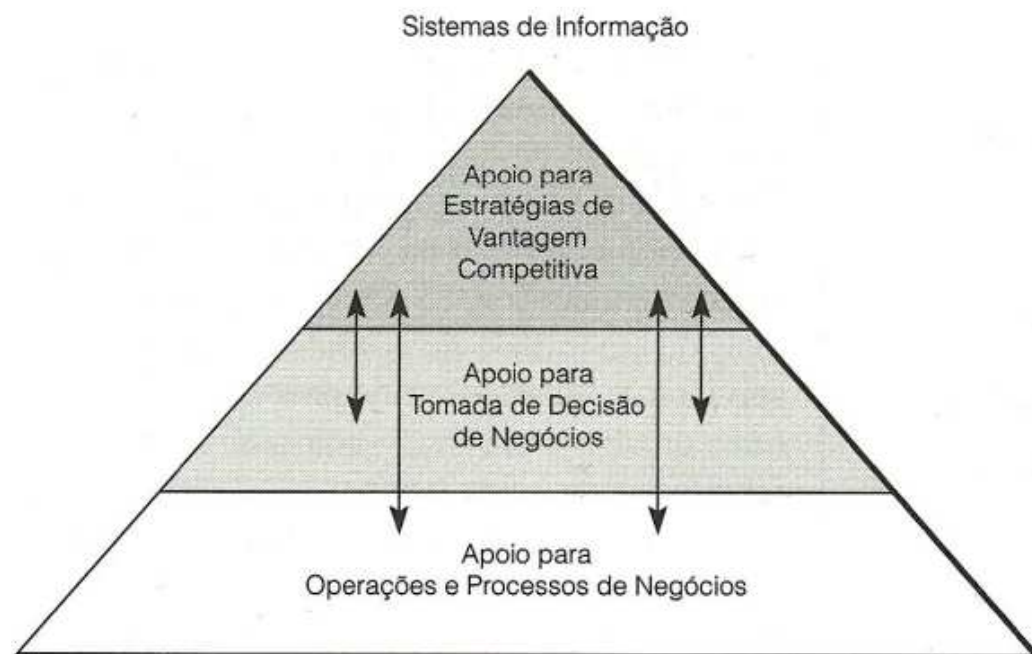 Sistemas de Informação
Apoio para
Estratégias de
Vantagem
Competitiva
Apoio para
Tomada de Decisão
de Negócios
Apoio para
Operações e Processos de Negócios